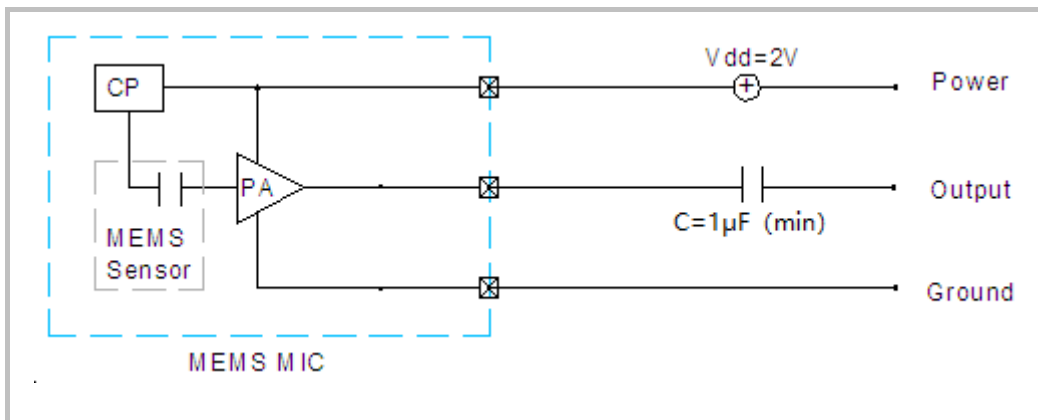 Vdd=2V
CP
Power
PA
Output
C=1μF (min)
MEMS
Sensor
Ground
MEMS MIC